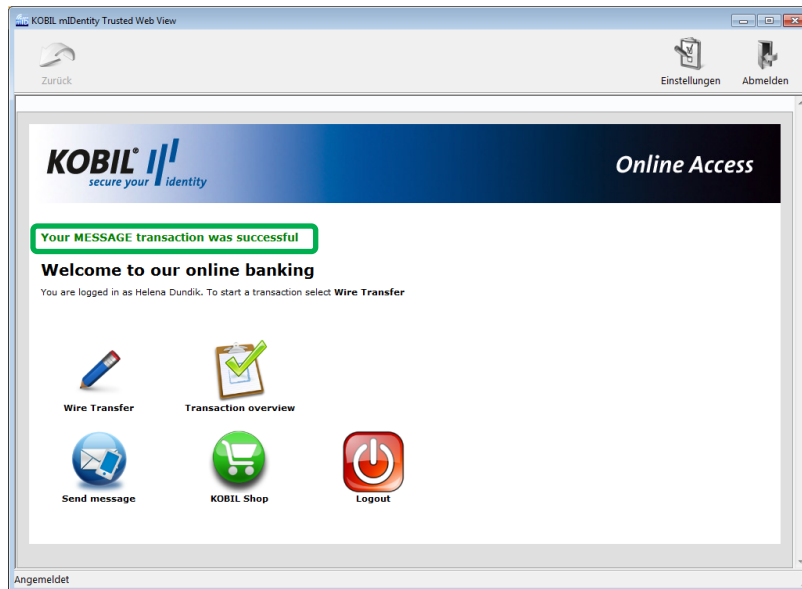 KOBIL mIDentity Trusted Web View
Zurück
Einstellungen
Abmelden
KOBIL®
secure your identity
Online Access
Your MESSAGE transaction was successful
Welcome to our online banking
You are logged in as Helena Dundik. To start a transaction select Wire Transfer
Wire Transfer
Transaction overview
Send message
KOBIL Shop
Logout
Angemeldet